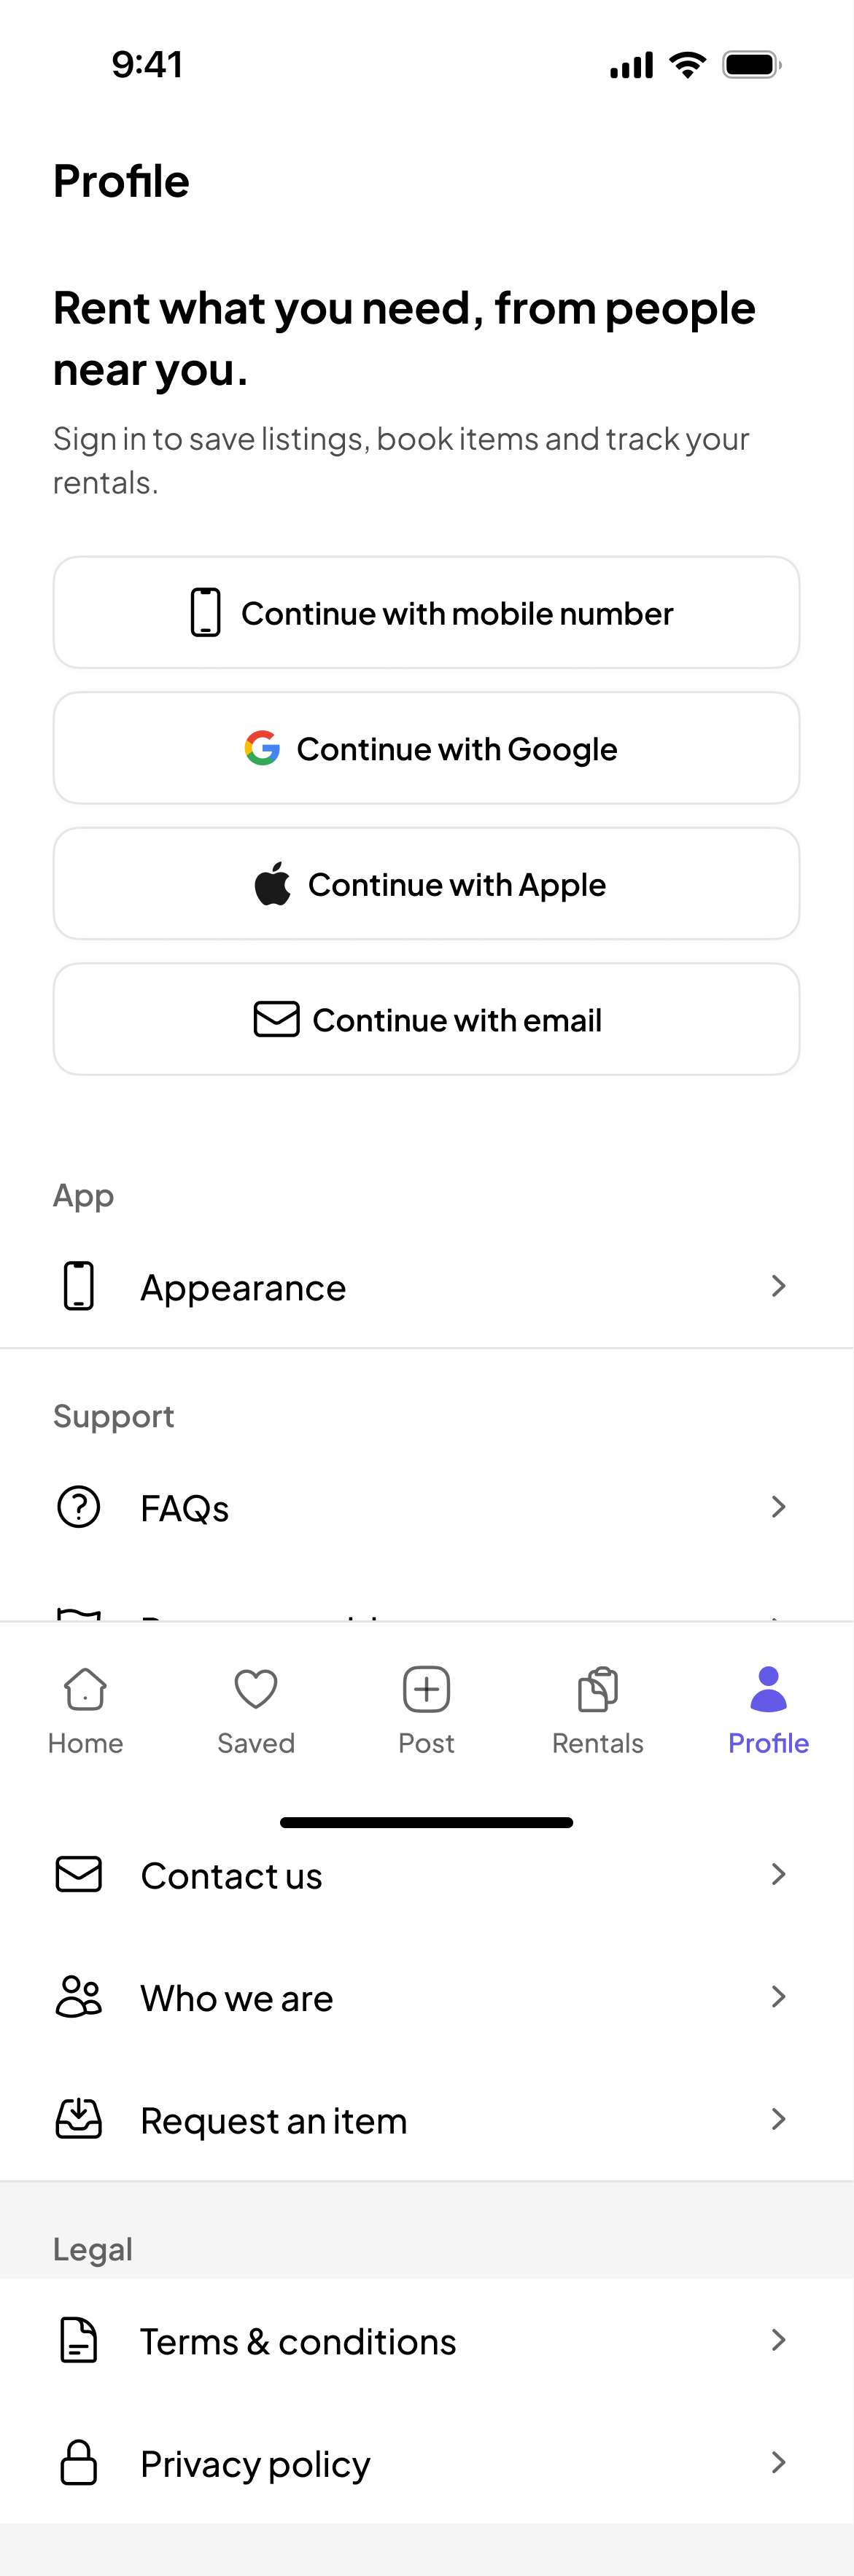 9:41
Profile
Rent what you need, from people
near you.
Sign in to save listings, book items and track your
rentals.
Continue with mobile number
Continue with Google
Continue with Apple
Continue with email
App
Appearance
Support
FAQs
Home
Saved
Post
Rentals
Profile
Contact us
Who we are
Request an item
Legal
Terms & conditions
Privacy policy